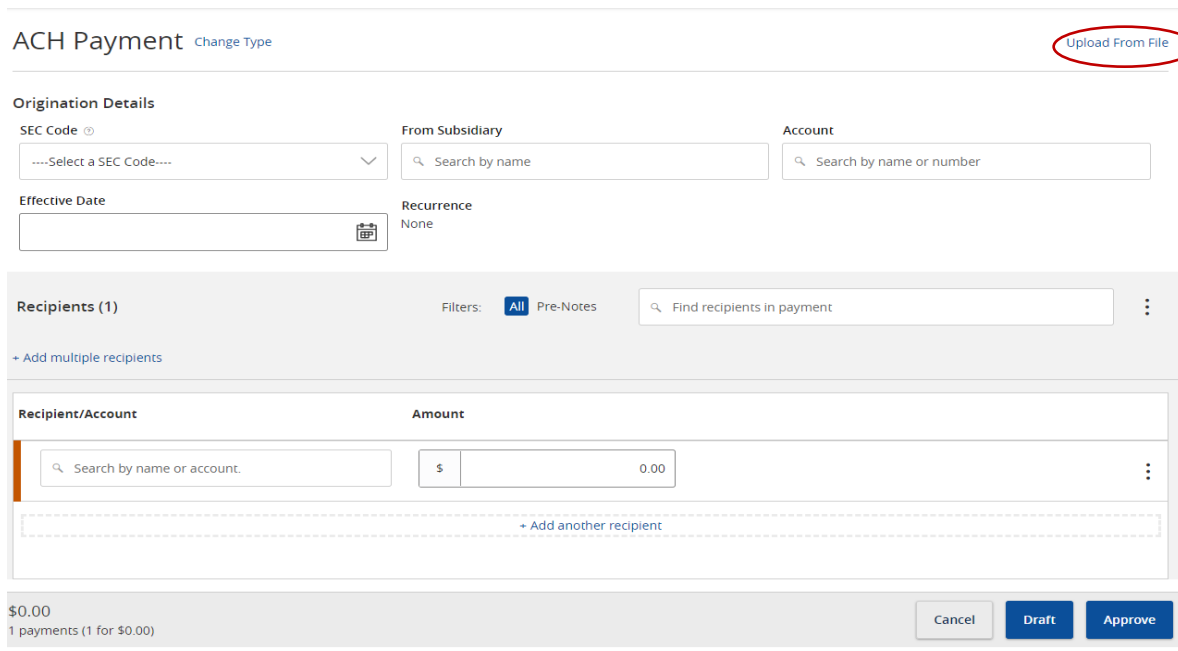 ACH Payment Change Type Upload From File
Origination Details
SEC Code From Subsidiary Account
----Select a SEC Code---- Search by name Search by name or number
Effective Date Recurrence
None
Recipients (1) Filters: All Pre-Notes Find recipients in payment
+ Add multiple recipients
Recipient/Account Amount
Search by name or account. $ 0.00
+ Add another recipient
$0.00
1 payments (1 for $0.00) Cancel Draft Approve